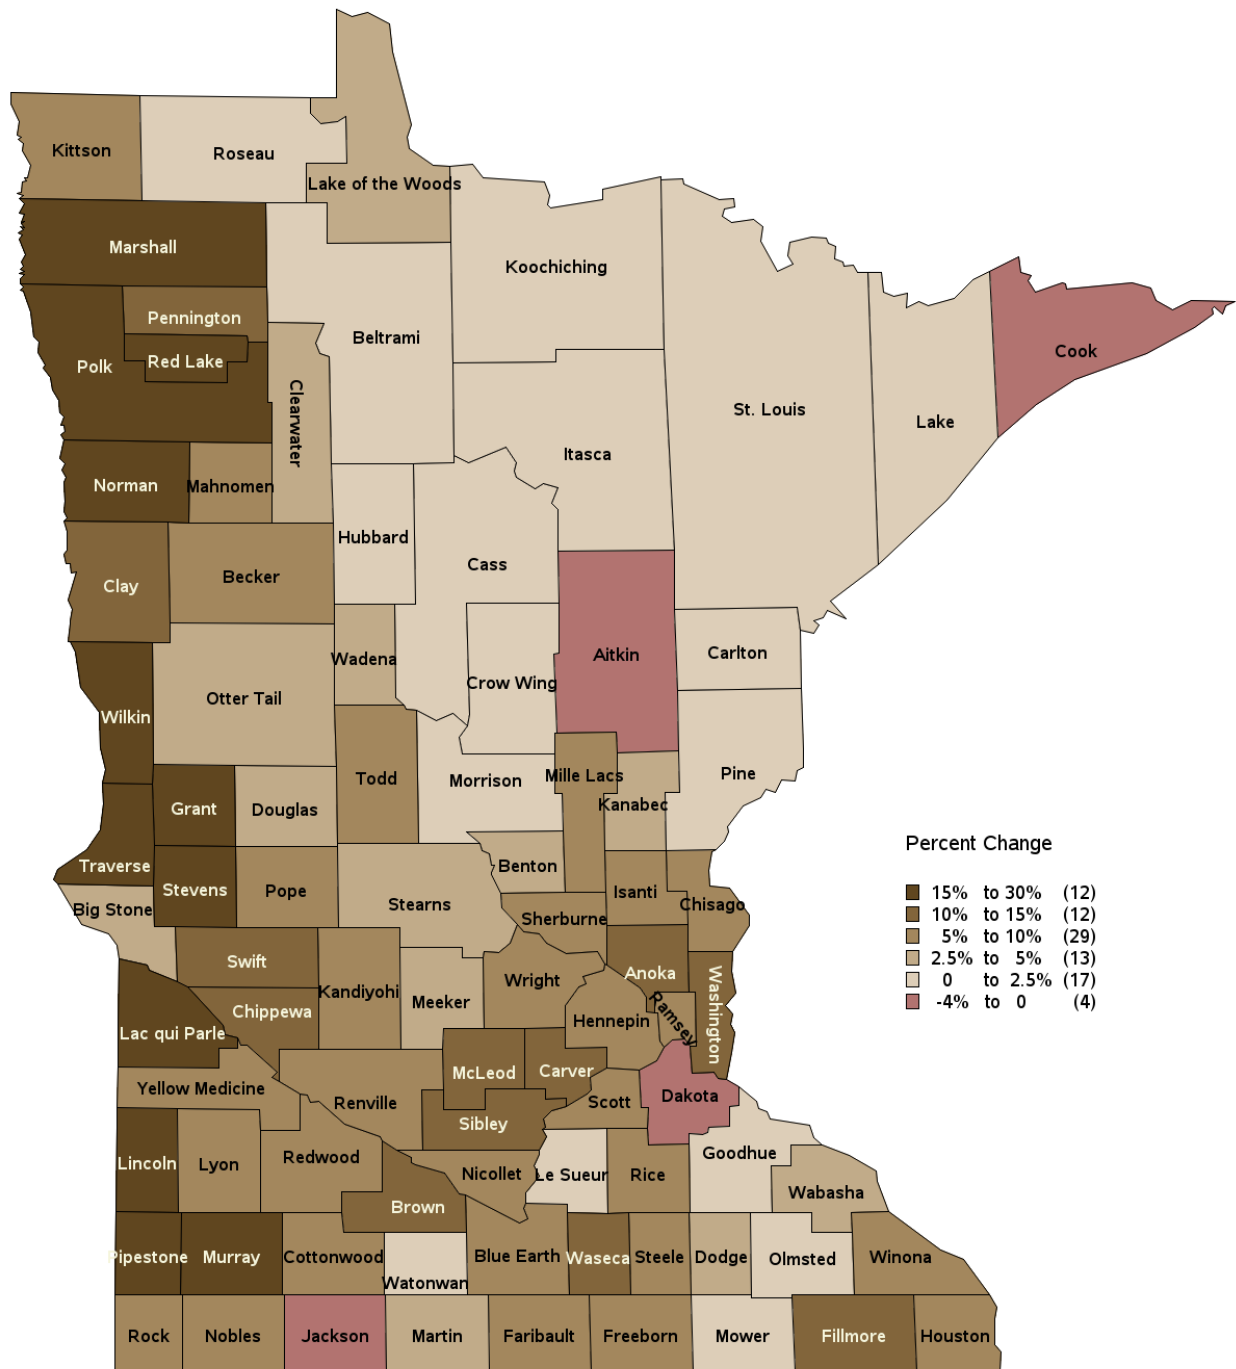 Kittson
Roseau
Lake of the Woods
Marshall
Koochiching
Pennington
Beltrami
Cook
Red Lake
Polk
Clearwater
St. Louis
Lake
Itasca
Norman
Mahnomen
Hubbard
Cass
Becker
Clay
Wadena
Aitkin
Carlton
Otter Tail
Crow Wing
Wilkin
Todd
Morrison
Mille Lacs
Pine
Grant
Douglas
Kanabec
Percent Change
Traverse
Benton
Stevens
Pope
Isanti
15% to 30% (12)
Stearns
Chisago
Big Stone
10% to 15% (12)
Sherburne
5% to 10% (29)
Swift
2.5% to 5% (13)
Anoka
Wright
0 to 2.5% (17)
Kandiyohi
Meeker
-4% to 0 (4)
Chippewa
Ramsey
Washington
Hennepin
Lac qui Parle
McLeod
Carver
Yellow Medicine
Dakota
Renville
Scott
Sibley
Goodhue
Redwood
Lincoln
Lyon
Nicollet
Le Sueur
Rice
Wabasha
Brown
Pipestone
Murray
Cottonwood
Blue Earth
Waseca
Steele
Dodge
Olmsted
Winona
Watonwan
Rock
Nobles
Jackson
Martin
Faribault
Freeborn
Mower
Fillmore
Houston